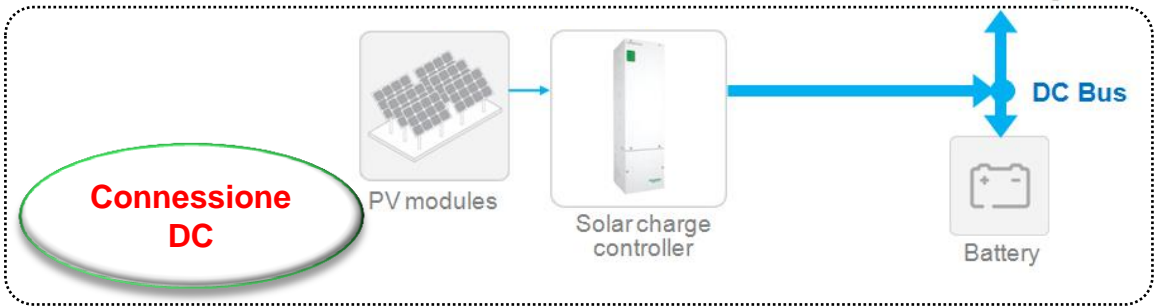 DC Bus
Connessione
DC
PV modules
Solar charge
controller
Battery